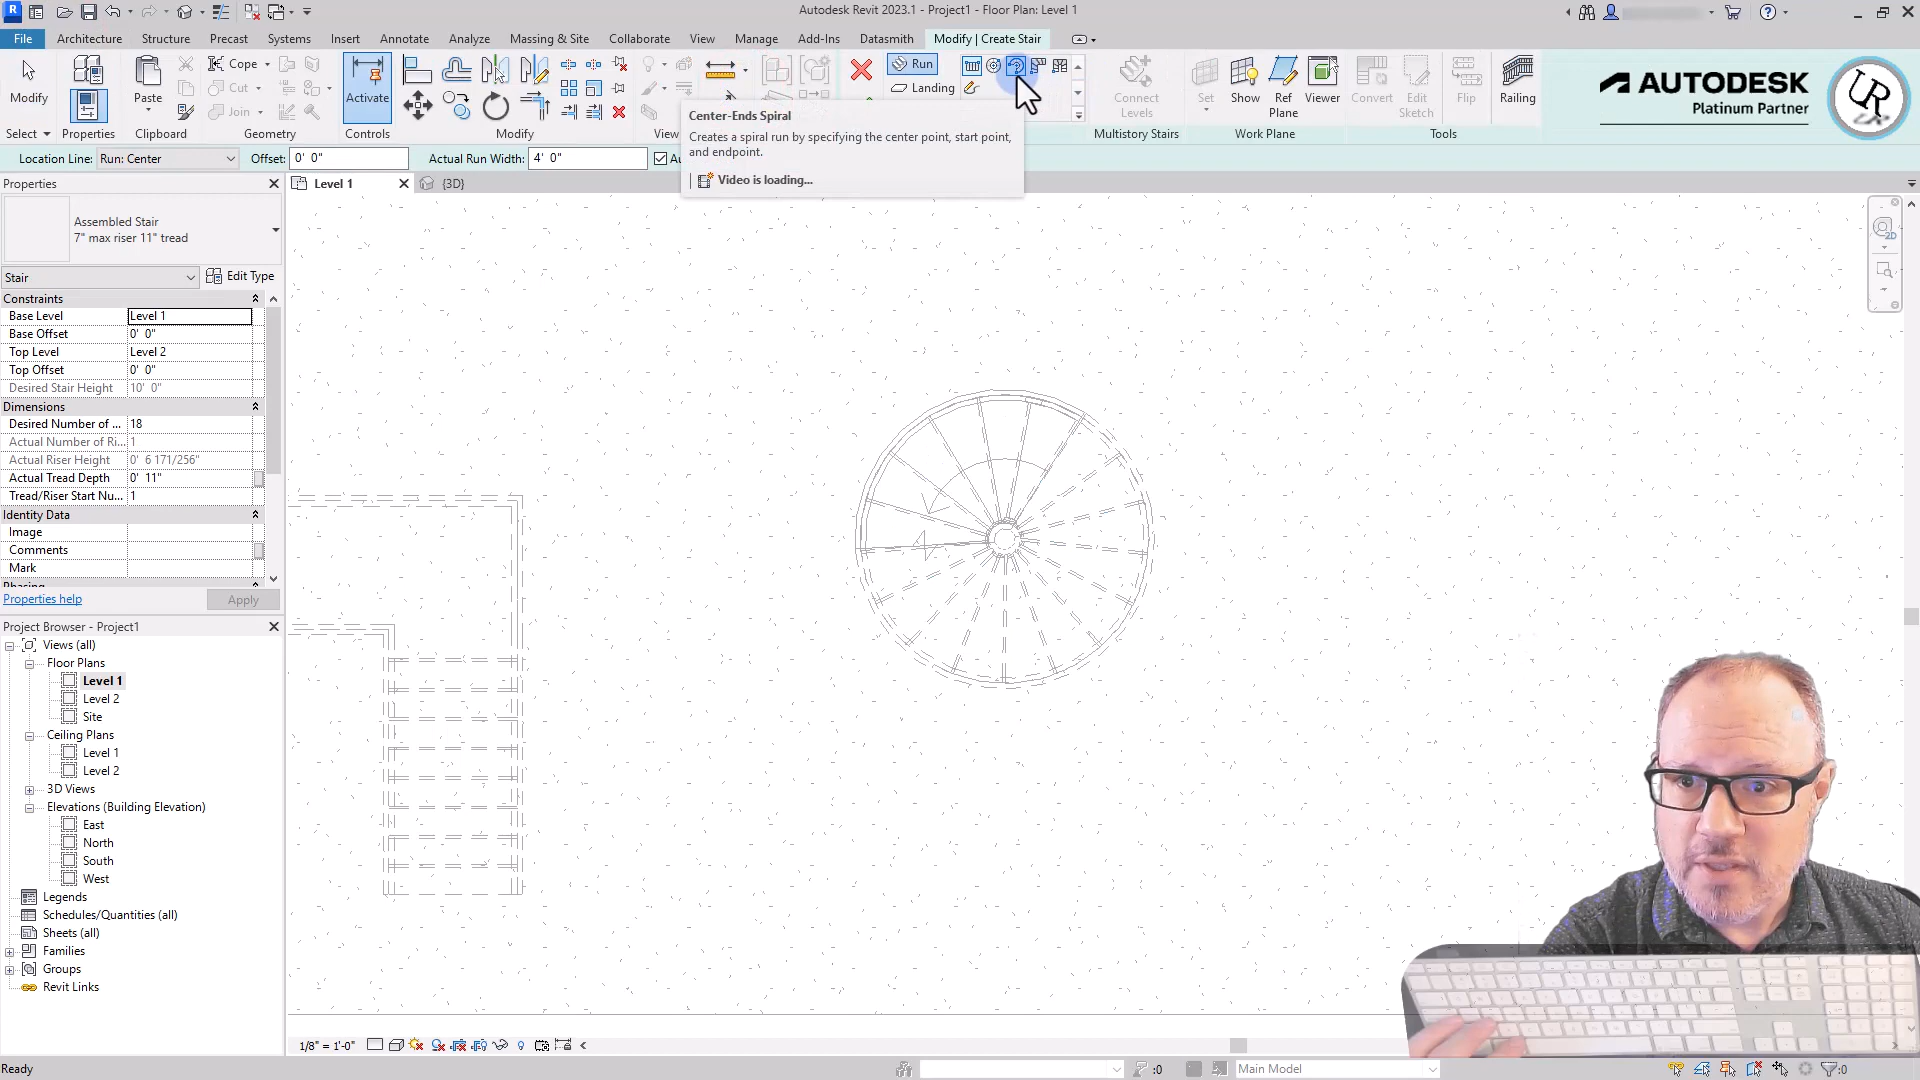 Autodesk Revit 2023.1 - Project1 - Floor Plan: Level 1
File Architecture Structure Precast Systems Insert Annotate Analyze Massing & Site Collaborate View Manage Add-Ins Datasmith Modify | Create Stair
Modify
Select
Properties
Paste
Clipboard
Cope
Cut
Join
Geometry
Activate
Controls
Modify
View
Run
Landing
Connect Levels
Multistory Stairs
Set
Show
Ref Plane
Viewer
Work Plane
Convert
Edit Sketch
Flip
Tools
Railing
AUTODESK
Platinum Partner
UR
Location Line: Run: Center Offset: 0' 0" Actual Run Width: 4' 0"
Center-Ends Spiral
Creates a spiral run by specifying the center point, start point,
and endpoint.
Video is loading...
Properties
Level 1
{3D}
Assembled Stair
7" max riser 11" tread
Stair
Edit Type
Constraints
Base Level Level 1
Base Offset 0' 0"
Top Level Level 2
Top Offset 0' 0"
Desired Stair Height 10' 0"
Dimensions
Desired Number of ... 18
Actual Number of Ri... 1
Actual Riser Height 0' 6 171/256"
Actual Tread Depth 0' 11"
Tread/Riser Start Nu... 1
Identity Data
Image
Comments
Mark
Phasing
Properties help
Apply
Project Browser - Project1
Views (all)
Floor Plans
Level 1
Level 2
Site
Ceiling Plans
Level 1
Level 2
3D Views
Elevations (Building Elevation)
East
North
South
West
Legends
Schedules/Quantities (all)
Sheets (all)
Families
Groups
Revit Links
2D
1/8" = 1'-0"
Ready
:0
Main Model
:0